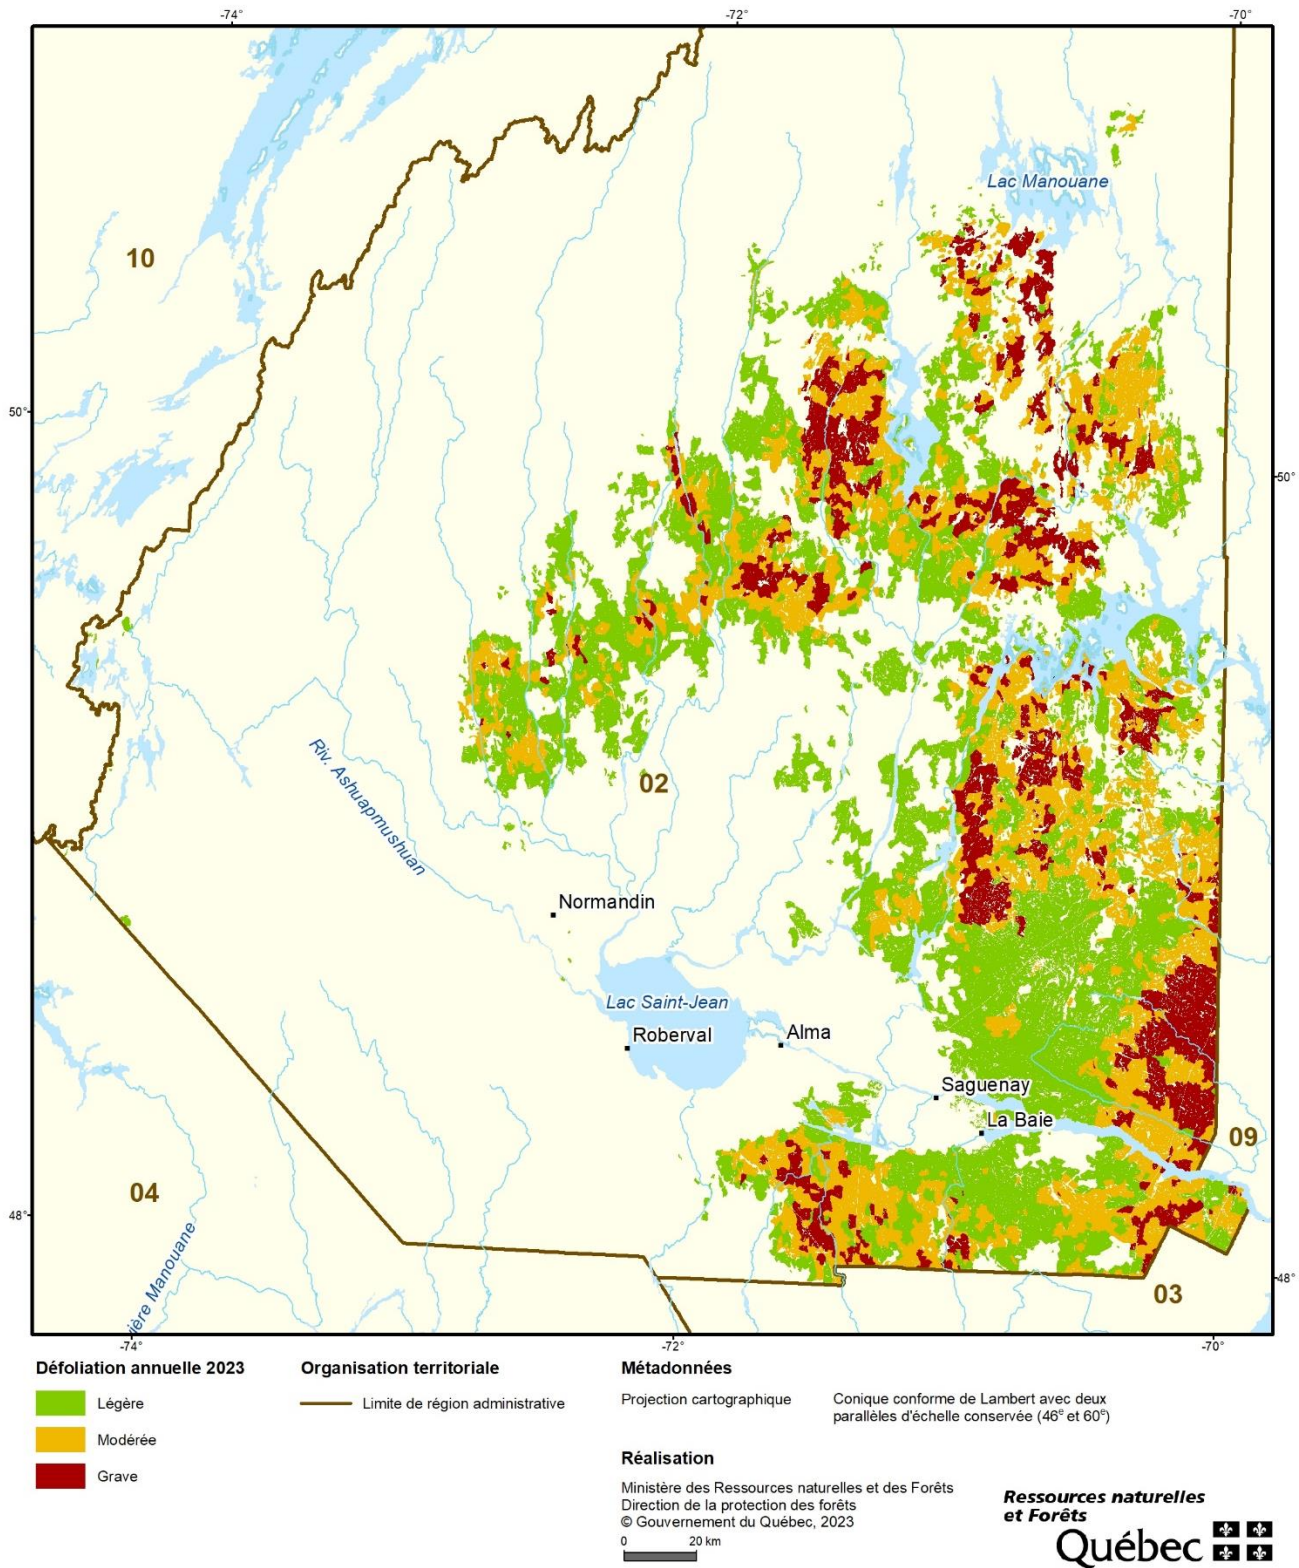 -74°
-72°
-70°
Lac Manouane
10
50°
50°
Riv. Ashuapmushuan
02
Normandin
Lac Saint-Jean
Roberval
Alma
Saguenay
La Baie
09
04
48°
ière Manouane
48°
03
-74°
-72°
-70°
Défoliation annuelle 2023
Légère
Modérée
Grave
Organisation territoriale
Limite de région administrative
Métadonnées
Projection cartographique
Conique conforme de Lambert avec deux
parallèles d'échelle conservée (46e et 60e)
Réalisation
Ministère des Ressources naturelles et des Forêts
Direction de la protection des forêts
© Gouvernement du Québec, 2023
0 20 km
Ressources naturelles
et Forêts
Québec